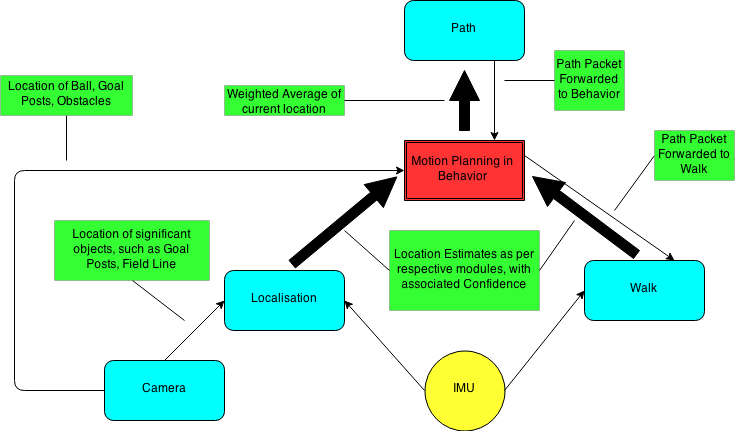 Path
Location of Ball, Goal
Posts, Obstacles
Weighted Average of
current location
Path Packet
Forwarded
to Behavior
Motion Planning in
Behavior
Path Packet
Forwarded to
Walk
Location of significant
objects, such as Goal
Posts, Field Line
Location Estimates as per
respective modules, with
associated Confidence
Localisation
Walk
Camera
IMU